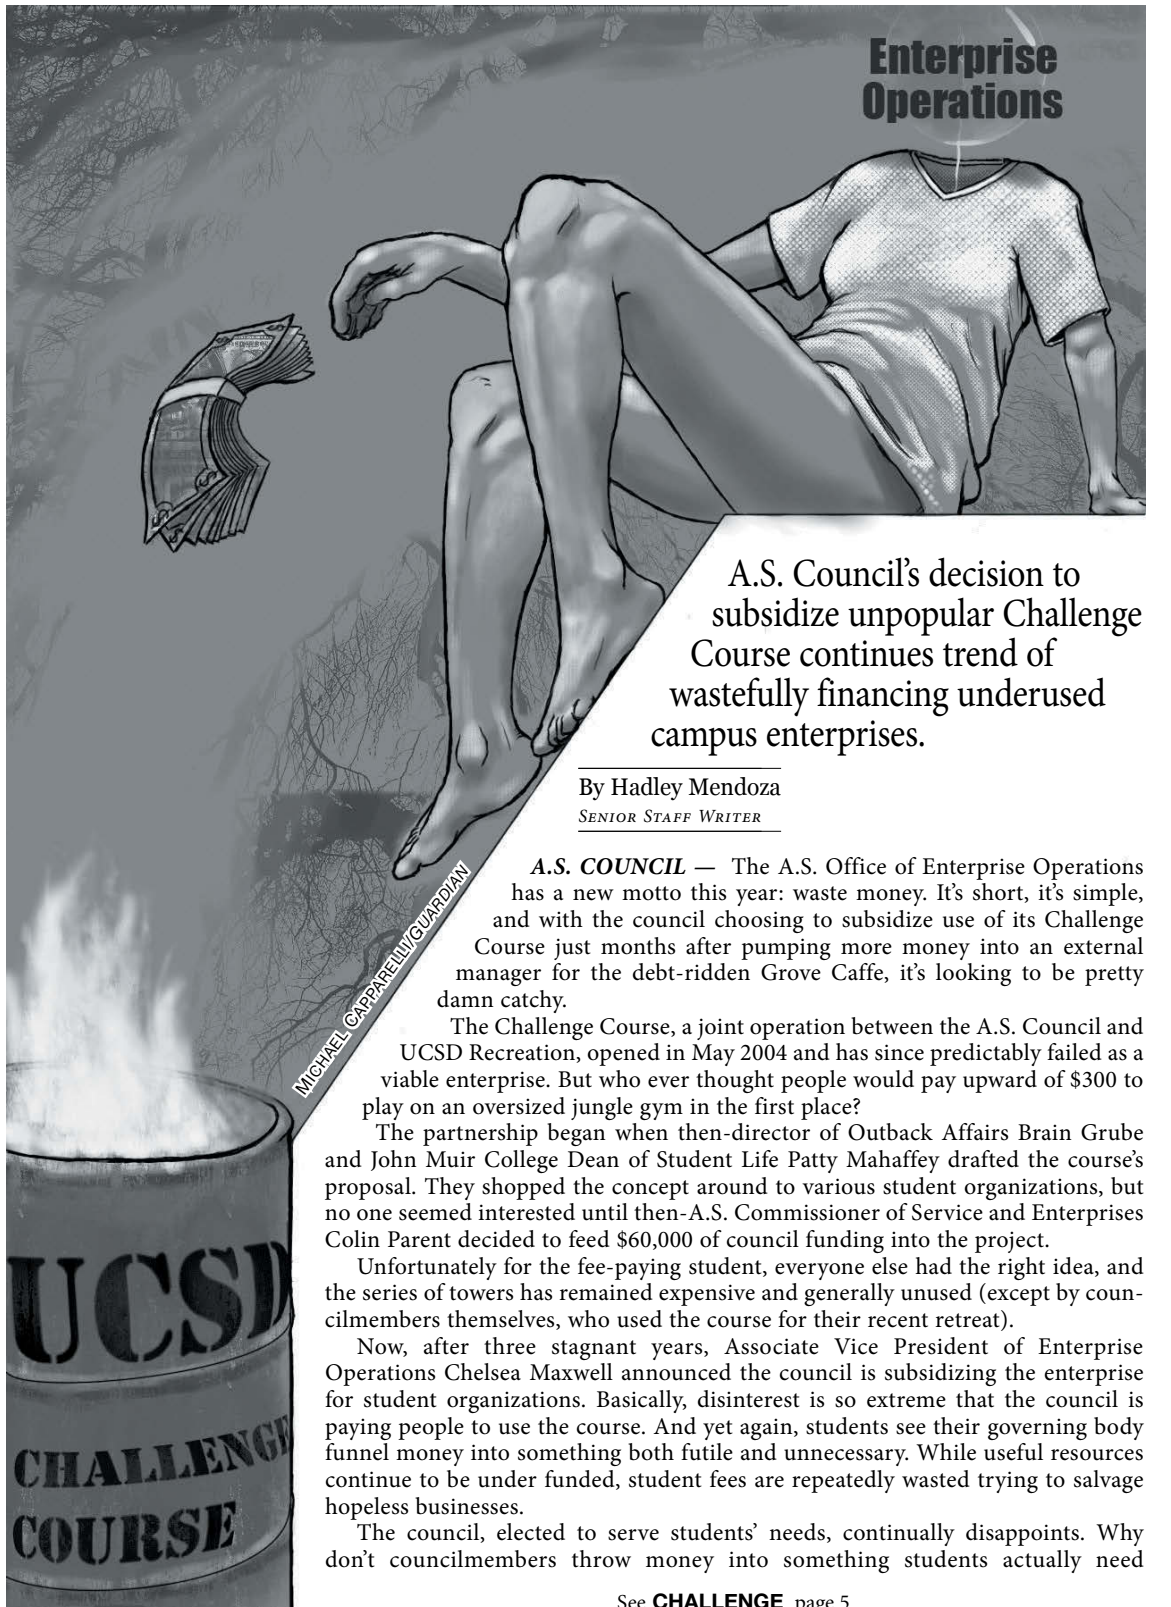 Enterprise
Operations
A.S. Council's decision to
subsidize unpopular Challenge
Course continues trend of
wastefully financing underused
campus enterprises.
By Hadley Mendoza
Senior Staff Writer
A.S. COUNCIL — The A.S. Office of Enterprise Operations
has a new motto this year: waste money. It's short, it's simple,
and with the council choosing to subsidize use of its Challenge
Course just months after pumping more money into an external
manager for the debt-ridden Grove Caffe, it's looking to be pretty
damn catchy.
The Challenge Course, a joint operation between the A.S. Council and
UCSD Recreation, opened in May 2004 and has since predictably failed as a
viable enterprise. But who ever thought people would pay upward of $300 to
play on an oversized jungle gym in the first place?
The partnership began when then-director of Outback Affairs Brain Grube
and John Muir College Dean of Student Life Patty Mahaffey drafted the course's
proposal. They shopped the concept around to various student organizations, but
no one seemed interested until then-A.S. Commissioner of Service and Enterprises
Colin Parent decided to feed $60,000 of council funding into the project.
Unfortunately for the fee-paying student, everyone else had the right idea, and
the series of towers has remained expensive and generally unused (except by coun-
cilmembers themselves, who used the course for their recent retreat).
Now, after three stagnant years, Associate Vice President of Enterprise
Operations Chelsea Maxwell announced the council is subsidizing the enterprise
for student organizations. Basically, disinterest is so extreme that the council is
paying people to use the course. And yet again, students see their governing body
funnel money into something both futile and unnecessary. While useful resources
continue to be under funded, student fees are repeatedly wasted trying to salvage
hopeless businesses.
The council, elected to serve students' needs, continually disappoints. Why
don't councilmembers throw money into something students actually need
See CHALLENGE, page 5
MICHAEL CAPPARELLI/GUARDIAN
UCSD
CHALLENGE
COURSE